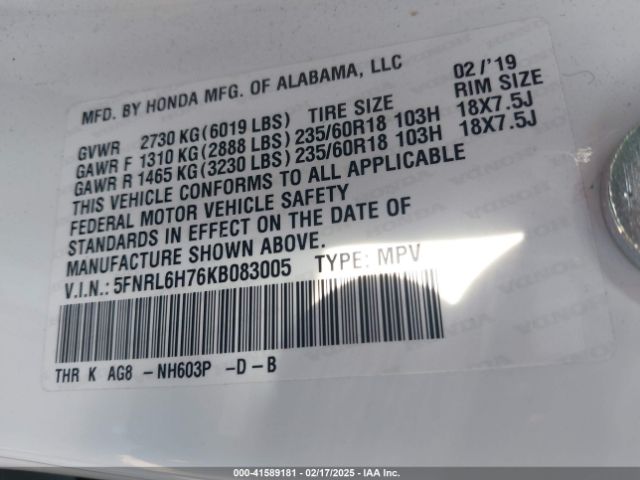 MFD. BY HONDA MFG. OF ALABAMA, LLC 02/'19
GVWR 2730 KG (6019 LBS) TIRE SIZE RIM SIZE
GAWR F 1310 KG (2888 LBS) 235/60R18 103H 18X7.5J
GAWR R 1465 KG (3230 LBS) 235/60R18 103H 18X7.5J
THIS VEHICLE CONFORMS TO ALL APPLICABLE
FEDERAL MOTOR VEHICLE SAFETY
STANDARDS IN EFFECT ON THE DATE OF
MANUFACTURE SHOWN ABOVE.
V.I.N.: 5FNRL6H76KB083005 TYPE: MPV
THR K AG8 -NH603P -D-B
000-41589181 - 02/17/2025 - IAAI.COM